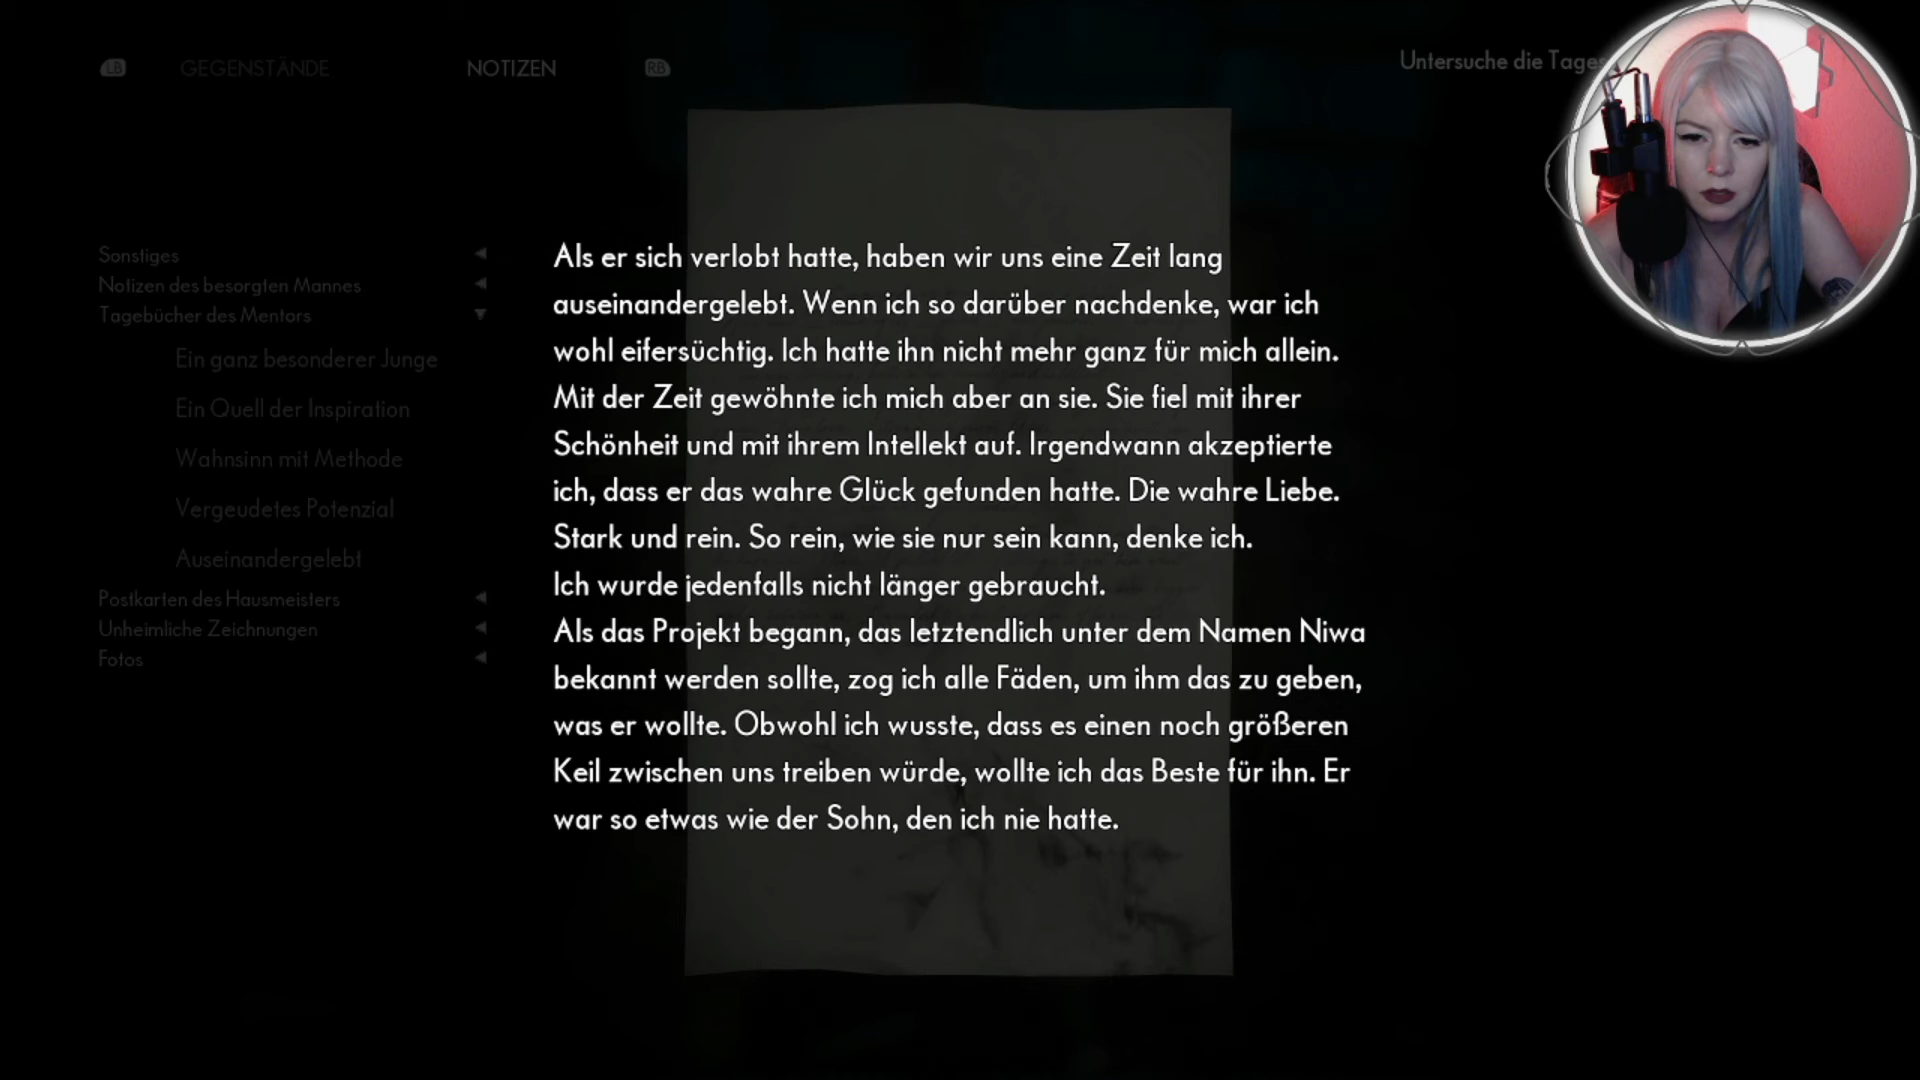 LB GEGENSTÄNDE NOTIZEN RB
Untersuche die Tages
Sonstiges
Notizen des besorgten Mannes
Tagebücher des Mentors
Ein ganz besonderer Junge
Ein Quell der Inspiration
Wahnsinn mit Methode
Vergeudetes Potenzial
Auseinandergelebt
Postkarten des Hausmeisters
Unheimliche Zeichnungen
Fotos
Als er sich verlobt hatte, haben wir uns eine Zeit lang
auseinandergelebt. Wenn ich so darüber nachdenke, war ich
wohl eifersüchtig. Ich hatte ihn nicht mehr ganz für mich allein.
Mit der Zeit gewöhnte ich mich aber an sie. Sie fiel mit ihrer
Schönheit und mit ihrem Intellekt auf. Irgendwann akzeptierte
ich, dass er das wahre Glück gefunden hatte. Die wahre Liebe.
Stark und rein. So rein, wie sie nur sein kann, denke ich.
Ich wurde jedenfalls nicht länger gebraucht.
Als das Projekt begann, das letztendlich unter dem Namen Niwa
bekannt werden sollte, zog ich alle Fäden, um ihm das zu geben,
was er wollte. Obwohl ich wusste, dass es einen noch größeren
Keil zwischen uns treiben würde, wollte ich das Beste für ihn. Er
war so etwas wie der Sohn, den ich nie hatte.